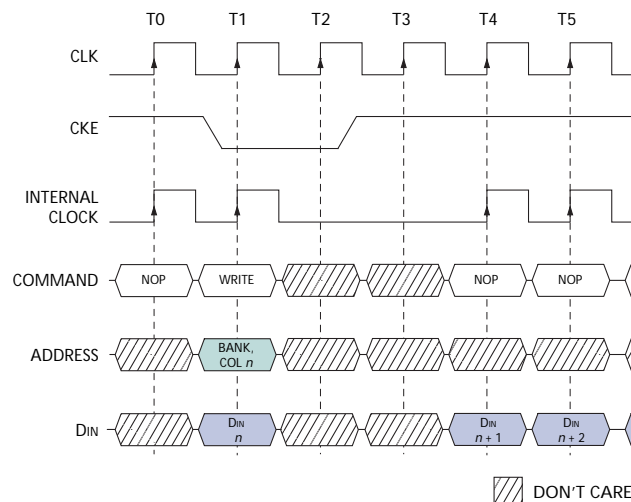 T0 T1 T2 T3 T4 T5
CLK
CKE
INTERNAL
CLOCK
COMMAND NOP WRITE NOP NOP
ADDRESS BANK,
COL n
DIN DIN
n DIN
n + 1 DIN
n + 2
DON'T CARE